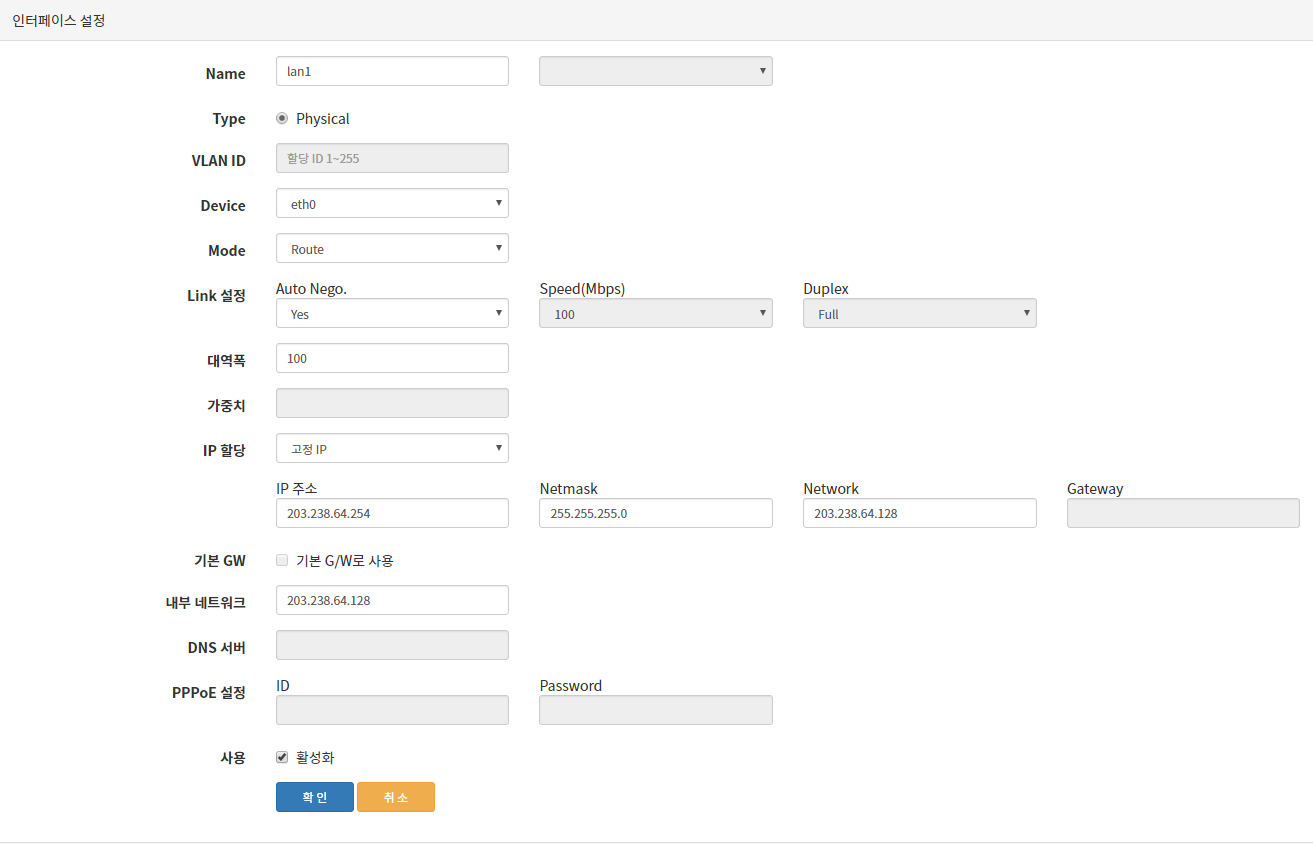 인터페이스 설정
Name lan1
Type Physical
VLAN ID 할당 ID 1~255
Device eth0
Mode Route
Link 설정 Auto Nego. Speed(Mbps) Duplex
Yes 100 Full
대역폭 100
가중치
IP 할당 고정 IP
IP 주소 Netmask Network Gateway
203.238.64.254 255.255.255.0 203.238.64.128
기본 GW 기본 G/W로 사용
내부 네트워크 203.238.64.128
DNS 서버
PPPoE 설정 ID Password
사용 활성화
확 인 취 소